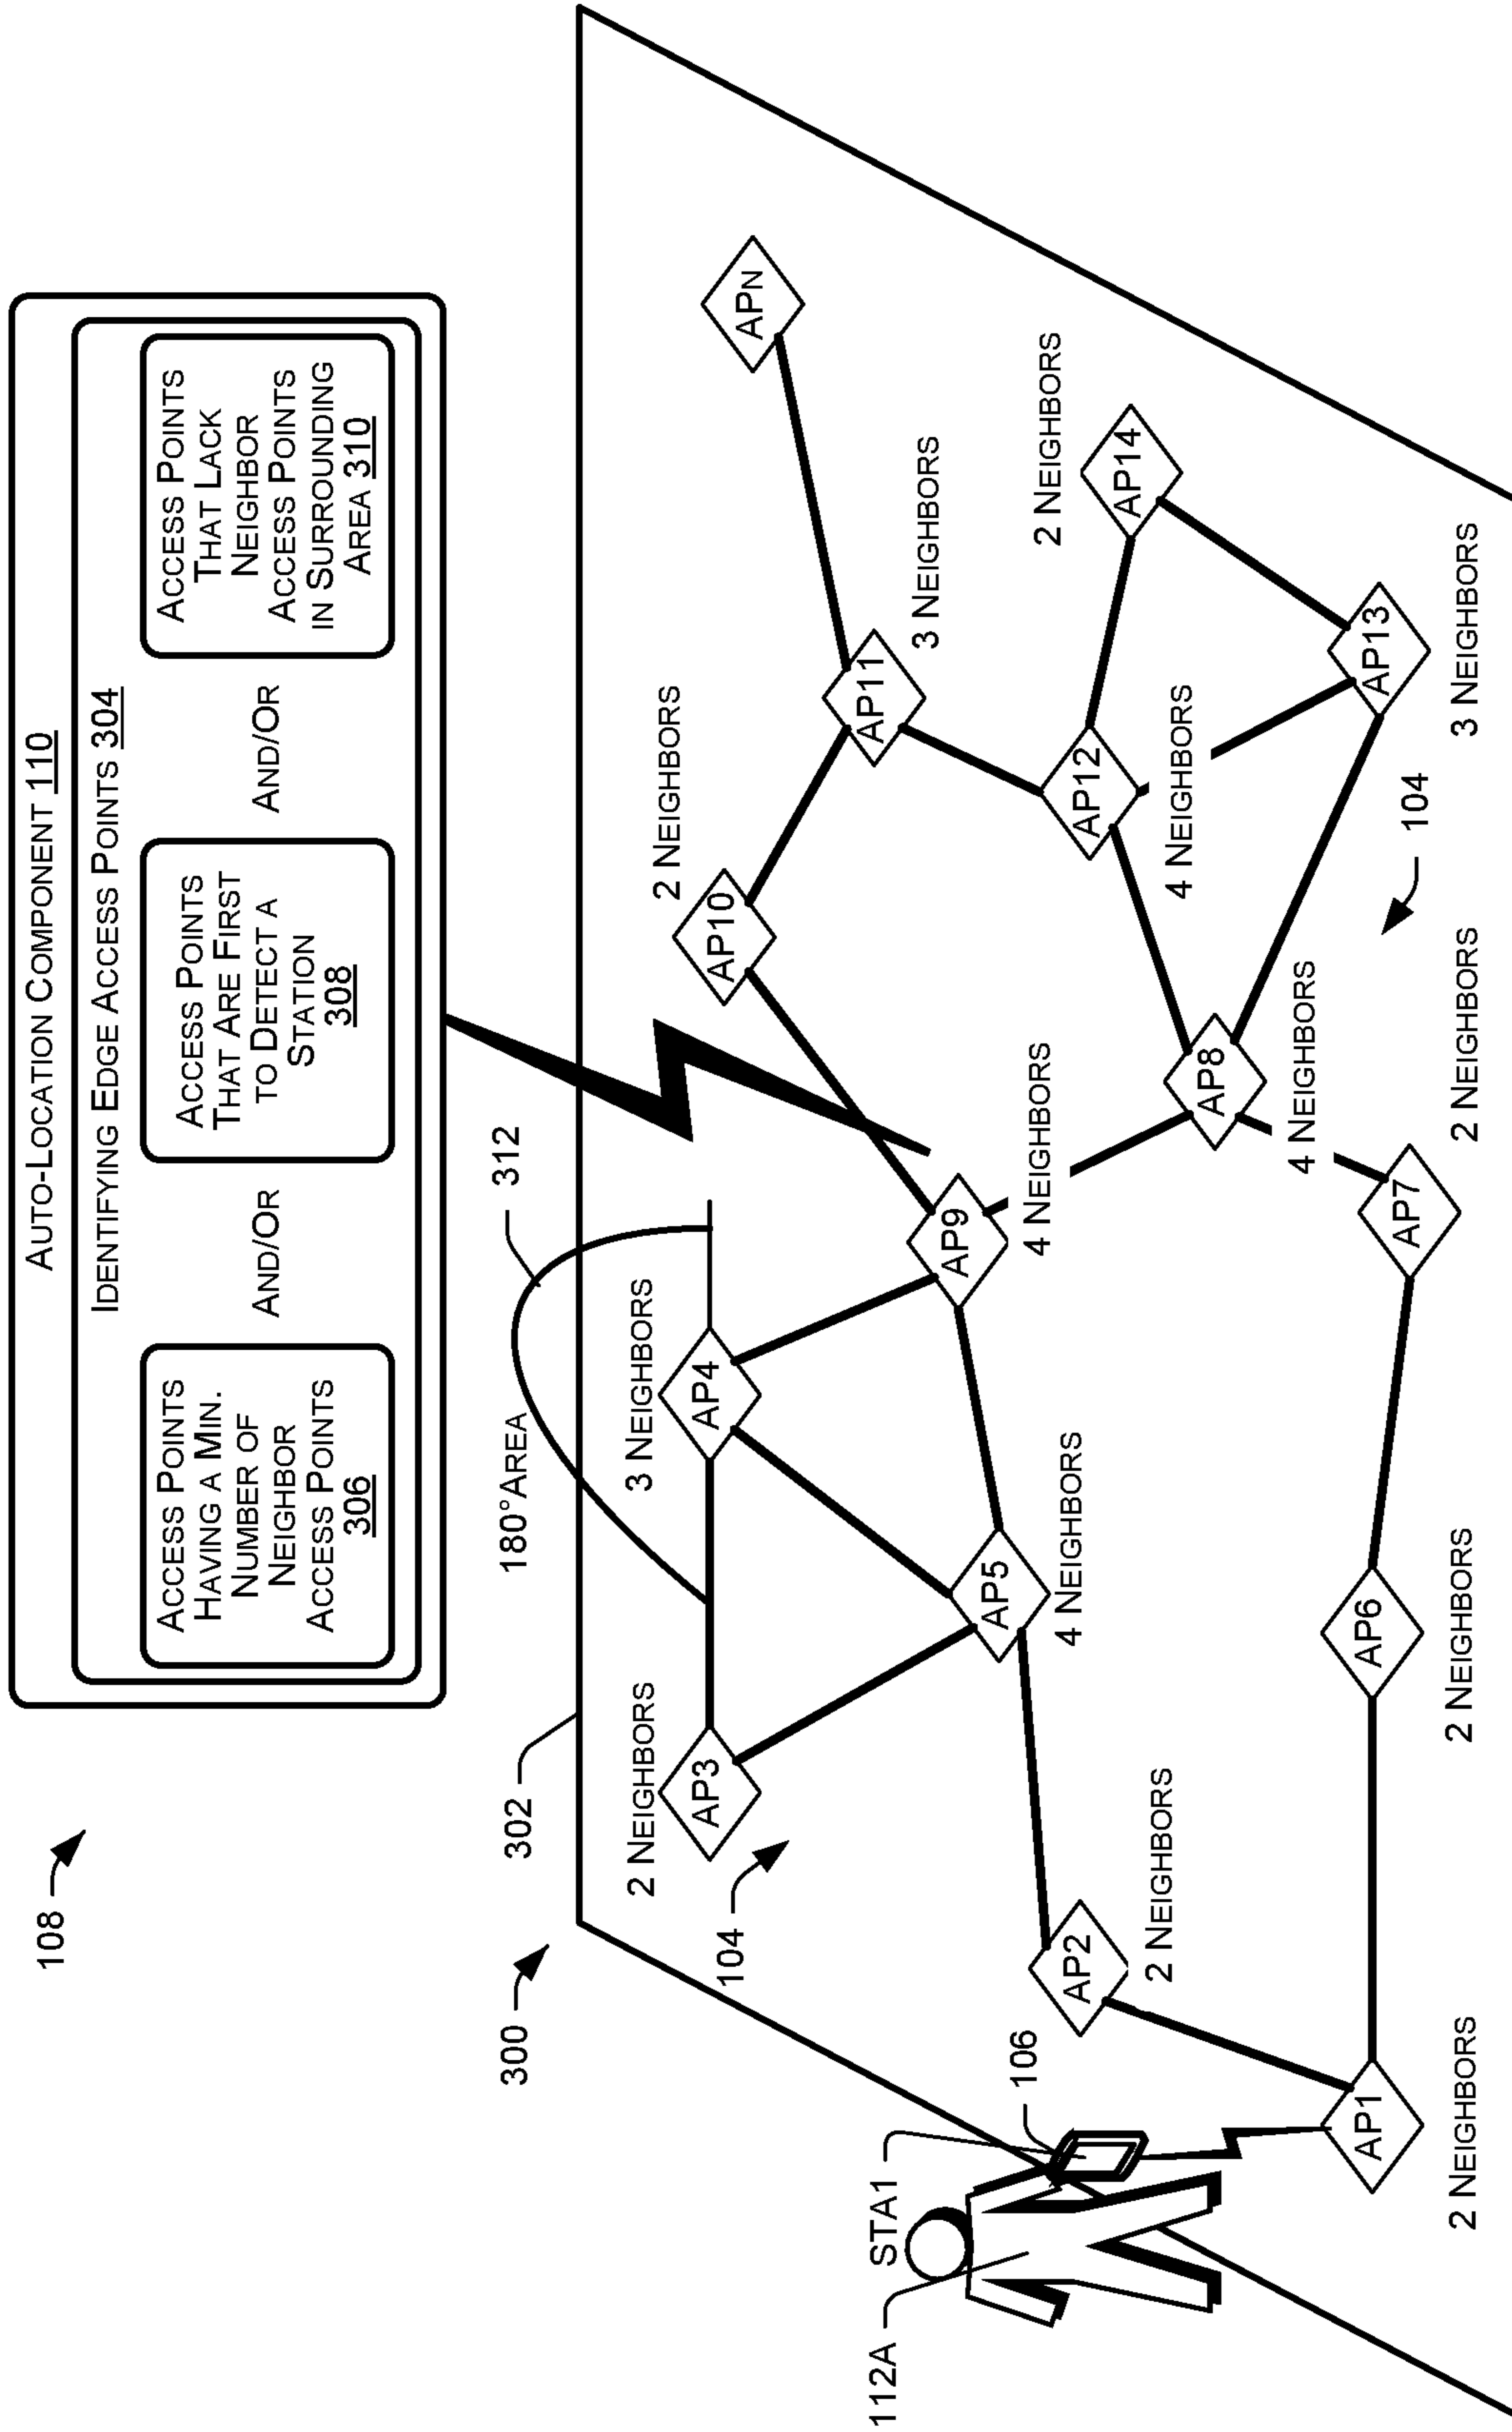 108
AUTO-LOCATION COMPONENT 110
IDENTIFYING EDGE ACCESS POINTS 304
ACCESS POINTS
HAVING A MIN.
NUMBER OF
NEIGHBOR
ACCESS POINTS
306
AND/OR
ACCESS POINTS
THAT ARE FIRST
TO DETECT A
STATION
308
AND/OR
ACCESS POINTS
THAT LACK
NEIGHBOR
ACCESS POINTS
IN SURROUNDING
AREA 310
300
302
180° AREA
312
2 NEIGHBORS
AP3
3 NEIGHBORS
AP4
2 NEIGHBORS
AP10
APN
104
AP11
3 NEIGHBORS
112A
STA1
106
AP2
2 NEIGHBORS
AP5
4 NEIGHBORS
AP9
4 NEIGHBORS
AP12
4 NEIGHBORS
2 NEIGHBORS
AP14
AP8
4 NEIGHBORS
AP1
2 NEIGHBORS
AP6
2 NEIGHBORS
AP7
2 NEIGHBORS
104
AP13
3 NEIGHBORS